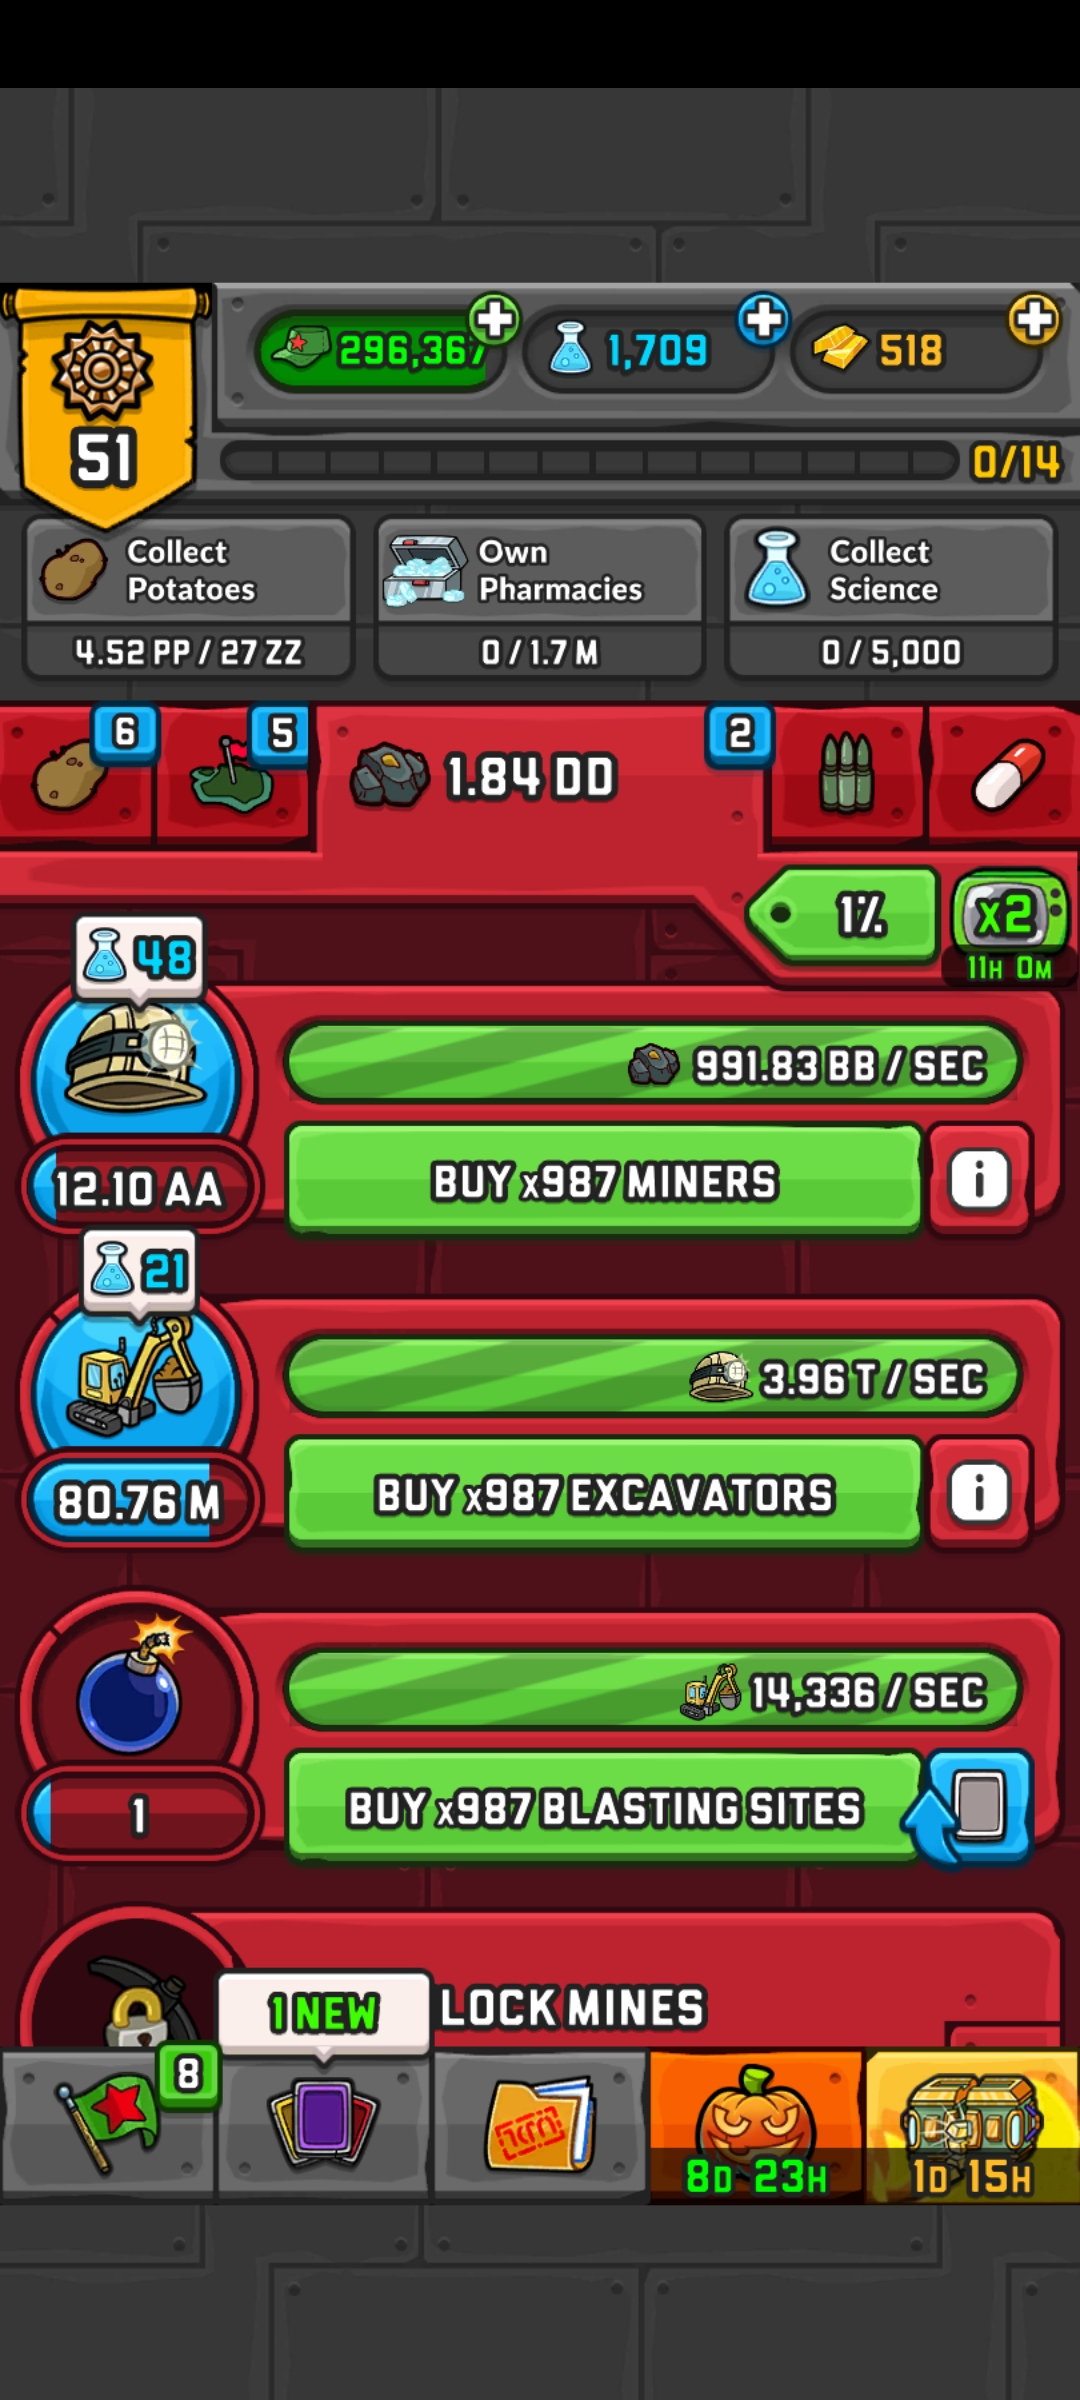 51
296,367
1,709
518
0/14
Collect
Potatoes
4.52 PP / 27 ZZ
Own
Pharmacies
0 / 1.7 M
Collect
Science
0 / 5,000
6
5
1.84 DD
2
1%
x2
11H 0M
48
991.83 BB / SEC
12.10 AA
BUY x987 MINERS
i
21
3.96 T / SEC
80.76 M
BUY x987 EXCAVATORS
i
14,336 / SEC
1
BUY x987 BLASTING SITES
LOCK MINES
1 NEW
8
8D 23H
1D 15H